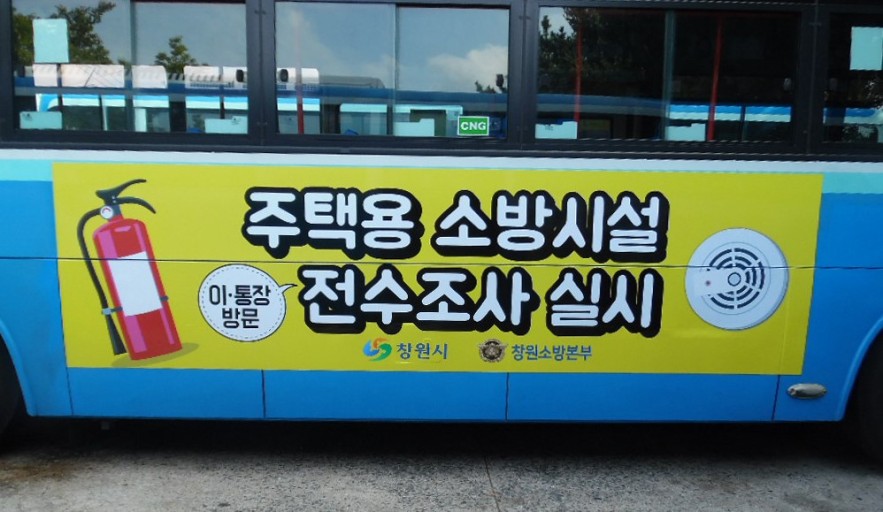 CNG
주택용 소방시설
이·통장
방문
전수조사 실시
창원시 창원소방본부